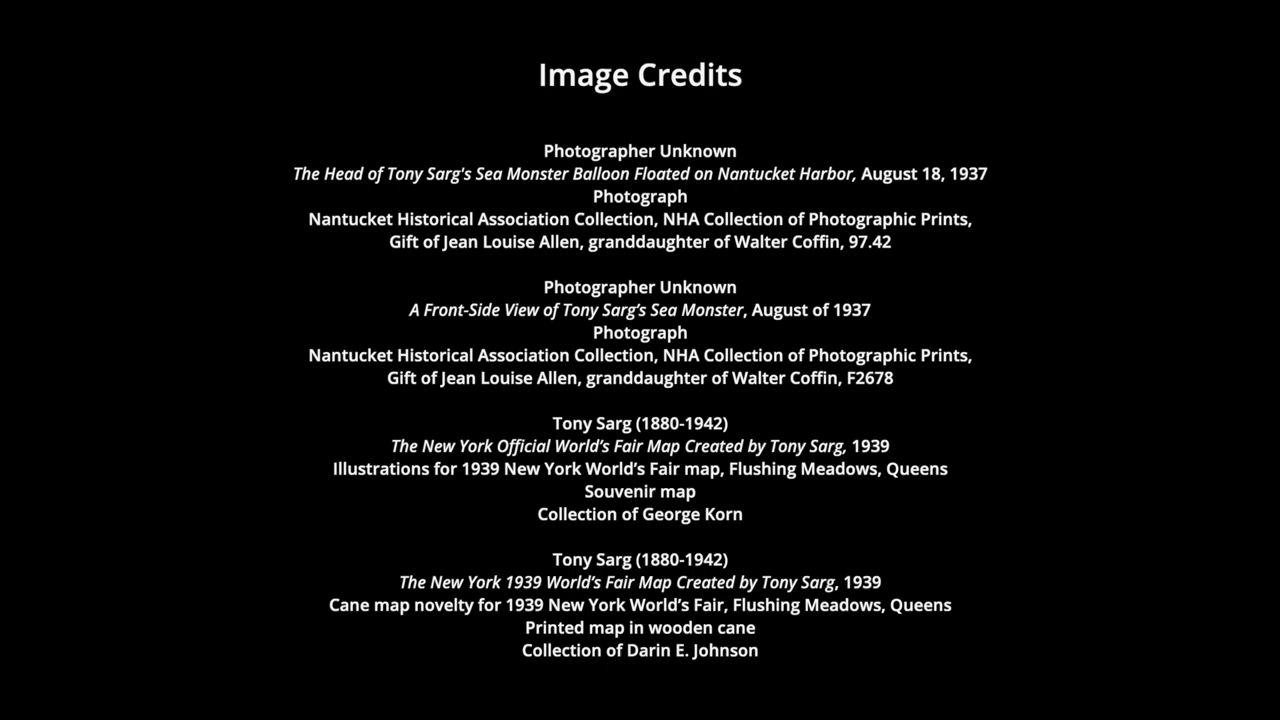 Image Credits
Photographer Unknown
The Head of Tony Sarg's Sea Monster Balloon Floated on Nantucket Harbor, August 18, 1937
Photograph
Nantucket Historical Association Collection, NHA Collection of Photographic Prints,
Gift of Jean Louise Allen, granddaughter of Walter Coffin, 97.42
Photographer Unknown
A Front-Side View of Tony Sarg’s Sea Monster, August of 1937
Photograph
Nantucket Historical Association Collection, NHA Collection of Photographic Prints,
Gift of Jean Louise Allen, granddaughter of Walter Coffin, F2678
Tony Sarg (1880-1942)
The New York Official World’s Fair Map Created by Tony Sarg, 1939
Illustrations for 1939 New York World’s Fair map, Flushing Meadows, Queens
Souvenir map
Collection of George Korn
Tony Sarg (1880-1942)
The New York 1939 World’s Fair Map Created by Tony Sarg, 1939
Cane map novelty for 1939 New York World’s Fair, Flushing Meadows, Queens
Printed map in wooden cane
Collection of Darin E. Johnson